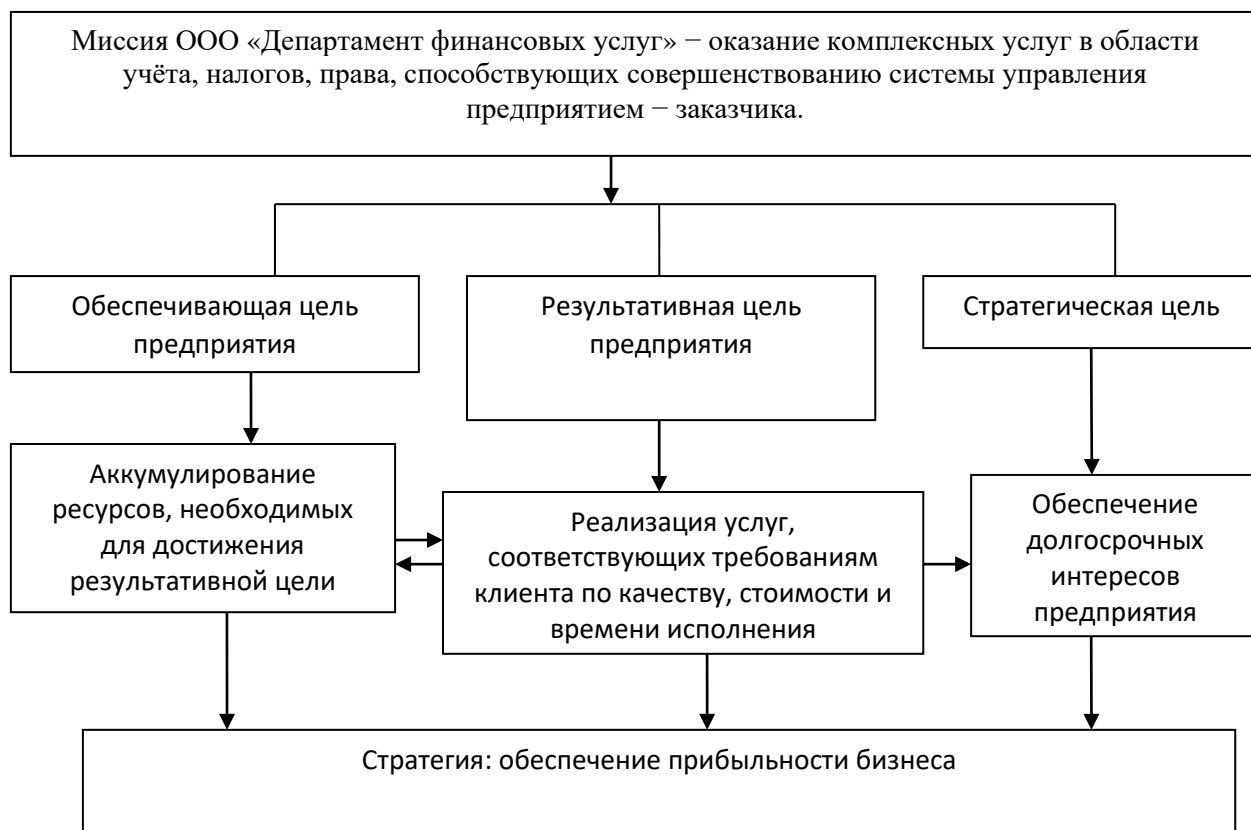 Миссия ООО «Департамент финансовых услуг» − оказание комплексных услуг в области
учёта, налогов, права, способствующих совершенствованию системы управления
предприятием − заказчика.
Обеспечивающая цель
предприятия
Результативная цель
предприятия
Стратегическая цель
Аккумулирование
ресурсов, необходимых
для достижения
результативной цели
Реализация услуг,
соответствующих требованиям
клиента по качеству, стоимости и
времени исполнения
Обеспечение
долгосрочных
интересов
предприятия
Стратегия: обеспечение прибыльности бизнеса